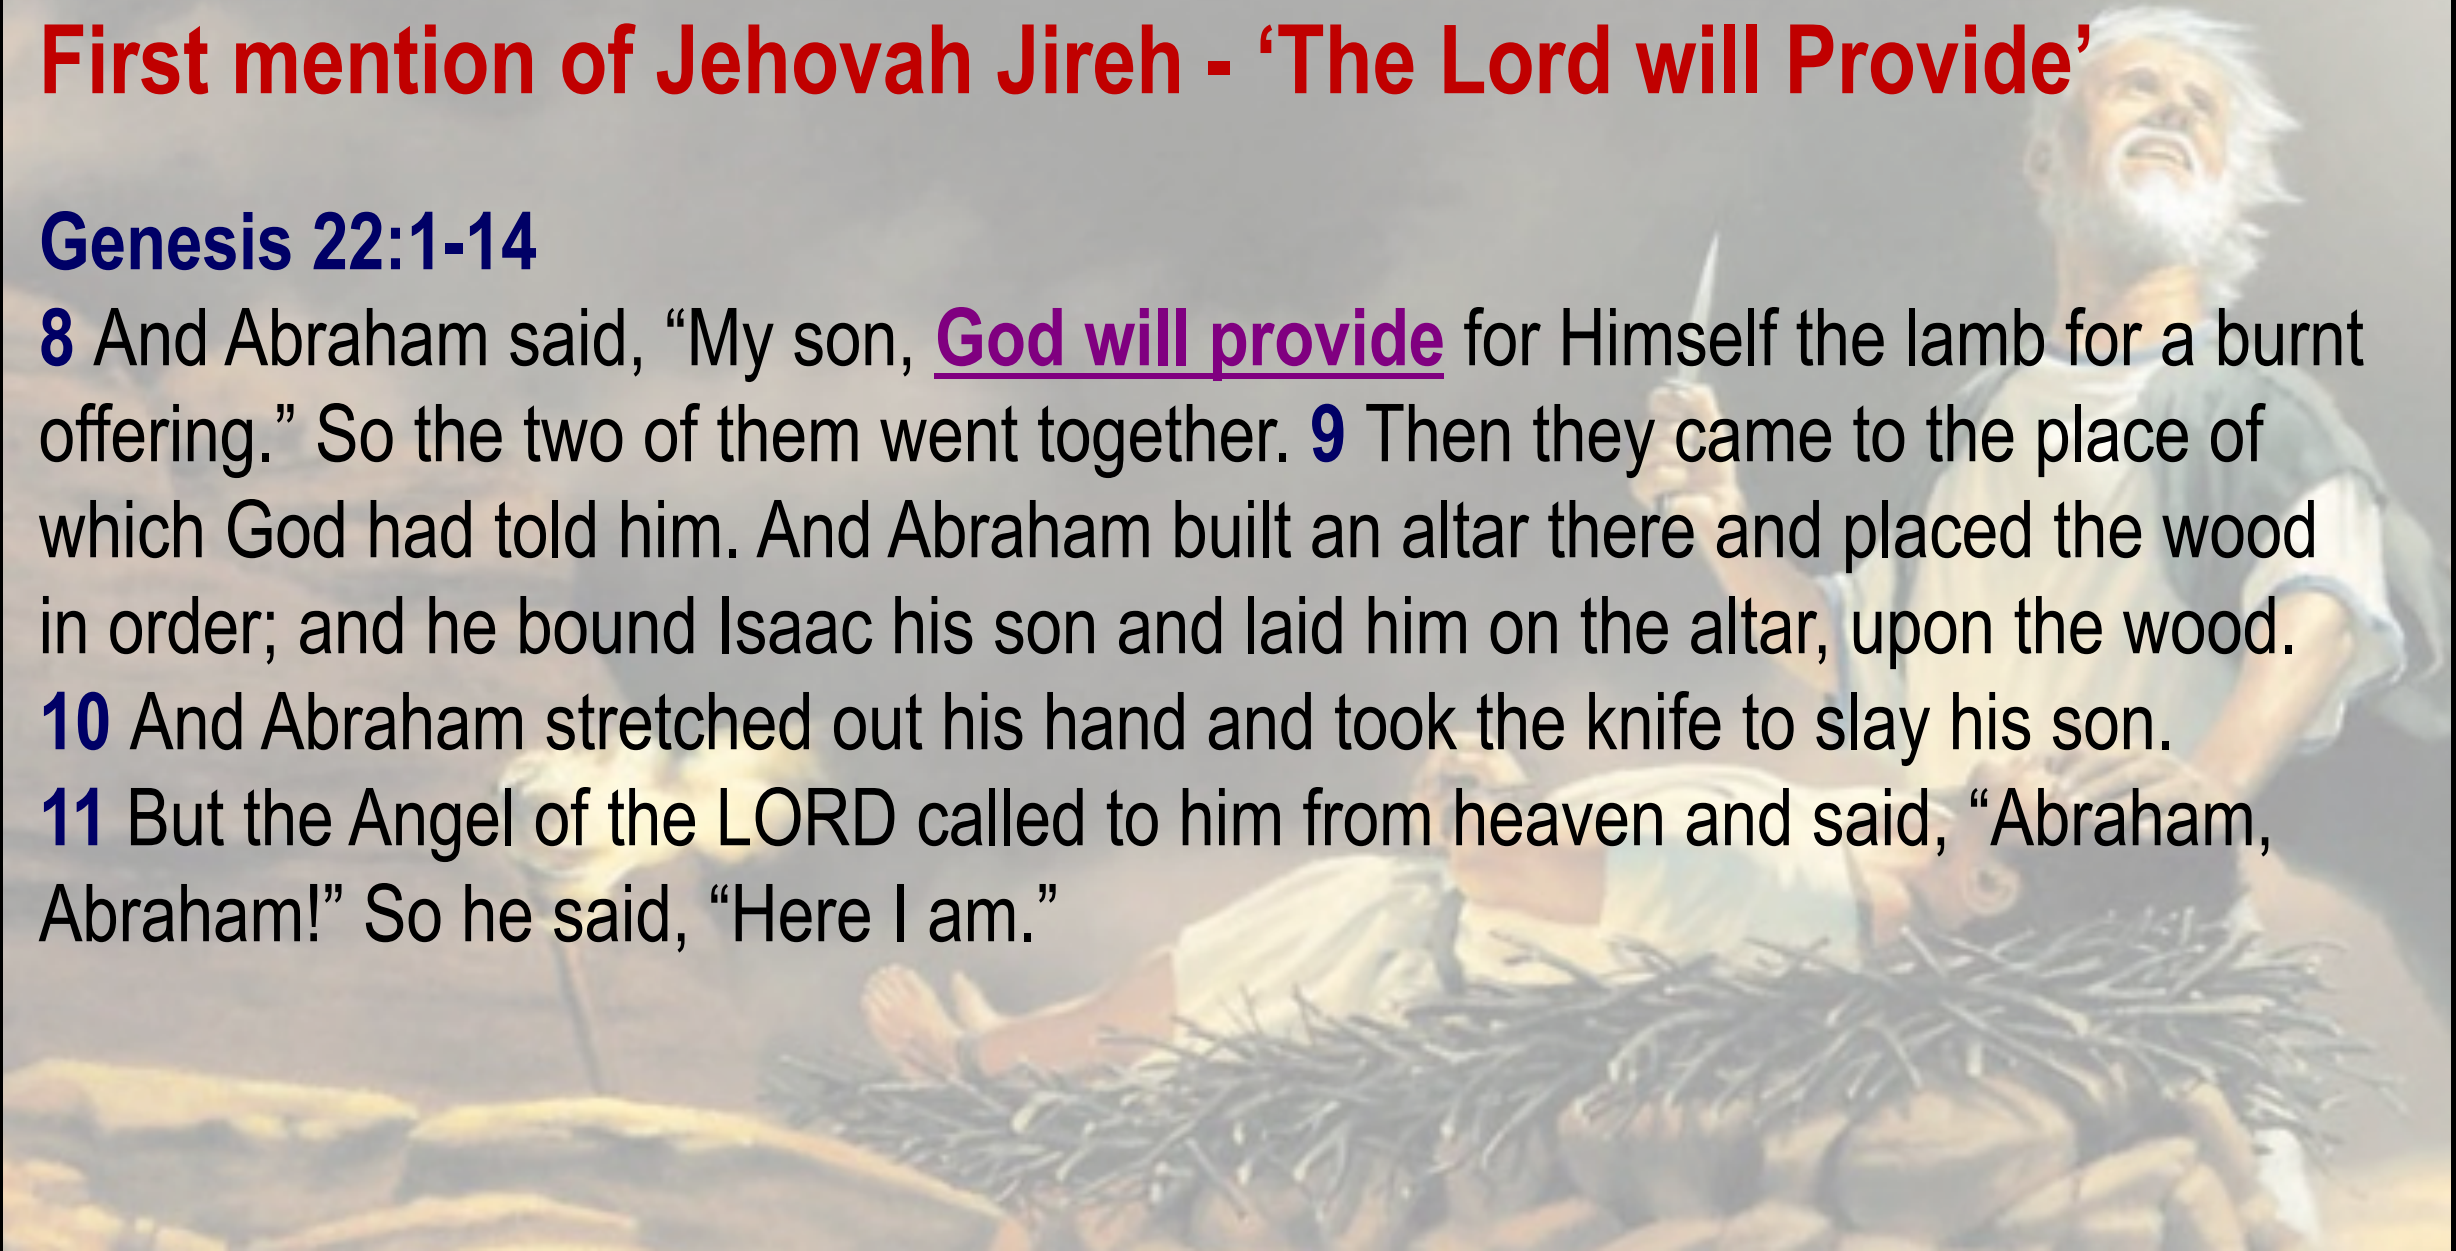 First mention of Jehovah Jireh - ‘The Lord will Provide’
Genesis 22:1-14
8 And Abraham said, “My son, God will provide for Himself the lamb for a burnt
offering.” So the two of them went together. 9 Then they came to the place of
which God had told him. And Abraham built an altar there and placed the wood
in order; and he bound Isaac his son and laid him on the altar, upon the wood.
10 And Abraham stretched out his hand and took the knife to slay his son.
11 But the Angel of the LORD called to him from heaven and said, “Abraham,
Abraham!” So he said, “Here I am.”